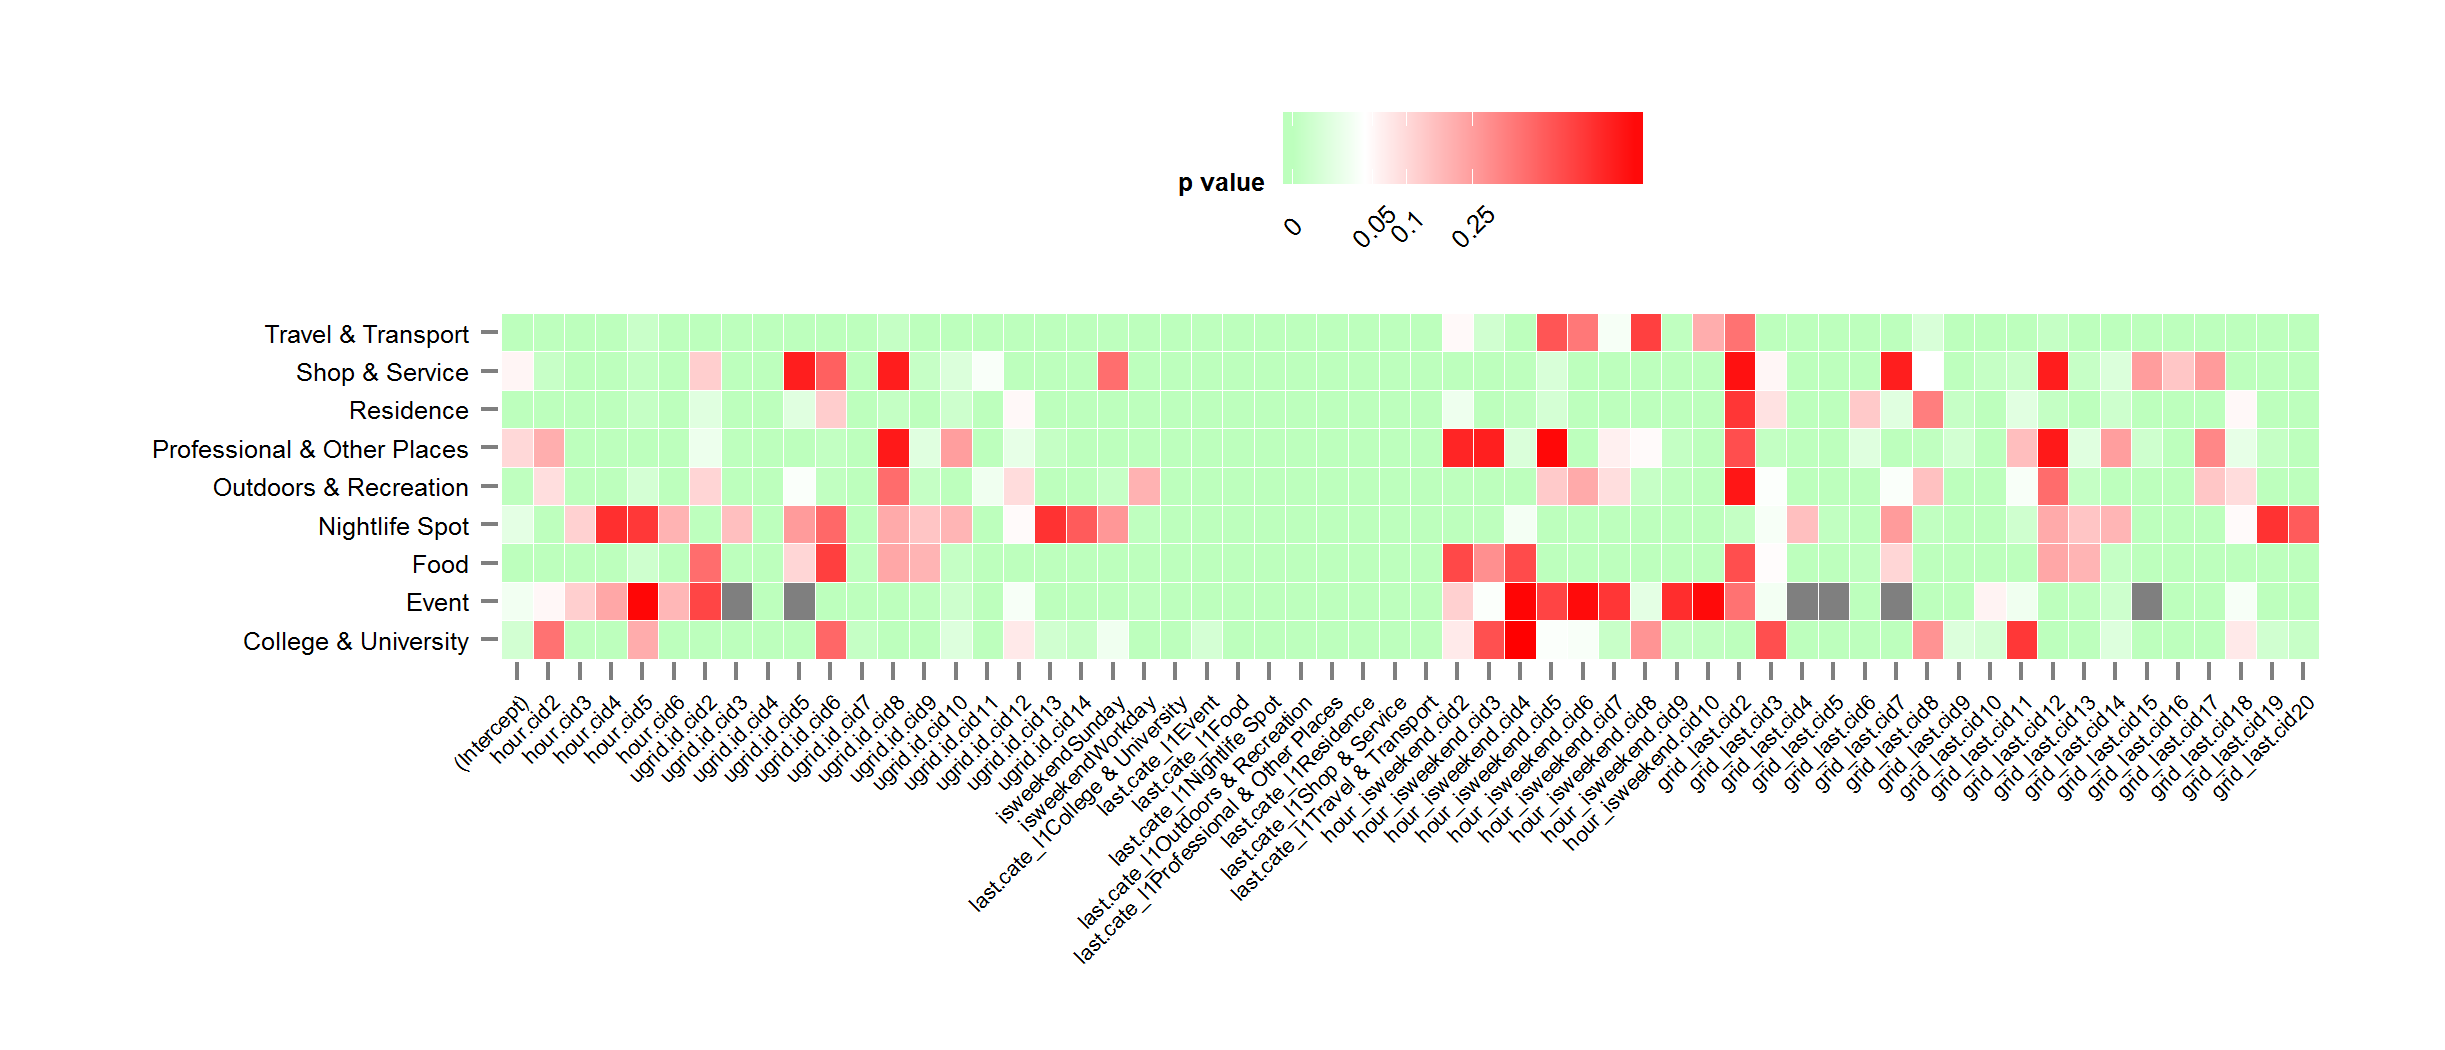 p value
0
0.05
0.1
0.25
Travel & Transport
Shop & Service
Residence
Professional & Other Places
Outdoors & Recreation
Nightlife Spot
Food
Event
College & University
(Intercept)
hour.cid2
hour.cid3
hour.cid4
hour.cid5
hour.cid6
ugrid.id.cid2
ugrid.id.cid3
ugrid.id.cid4
ugrid.id.cid5
ugrid.id.cid6
ugrid.id.cid7
ugrid.id.cid8
ugrid.id.cid9
ugrid.id.cid10
ugrid.id.cid11
ugrid.id.cid12
ugrid.id.cid13
ugrid.id.cid14
isweekendSunday
isweekendWorkday
last.cate_l1College & University
last.cate_l1Event
last.cate_l1Food
last.cate_l1Nightlife Spot
last.cate_l1Outdoors & Recreation
last.cate_l1Professional & Other Places
last.cate_l1Residence
last.cate_l1Shop & Service
last.cate_l1Travel & Transport
hour_isweekend.cid2
hour_isweekend.cid3
hour_isweekend.cid4
hour_isweekend.cid5
hour_isweekend.cid6
hour_isweekend.cid7
hour_isweekend.cid8
hour_isweekend.cid9
hour_isweekend.cid10
grid_last.cid2
grid_last.cid3
grid_last.cid4
grid_last.cid5
grid_last.cid6
grid_last.cid7
grid_last.cid8
grid_last.cid9
grid_last.cid10
grid_last.cid11
grid_last.cid12
grid_last.cid13
grid_last.cid14
grid_last.cid15
grid_last.cid16
grid_last.cid17
grid_last.cid18
grid_last.cid19
grid_last.cid20